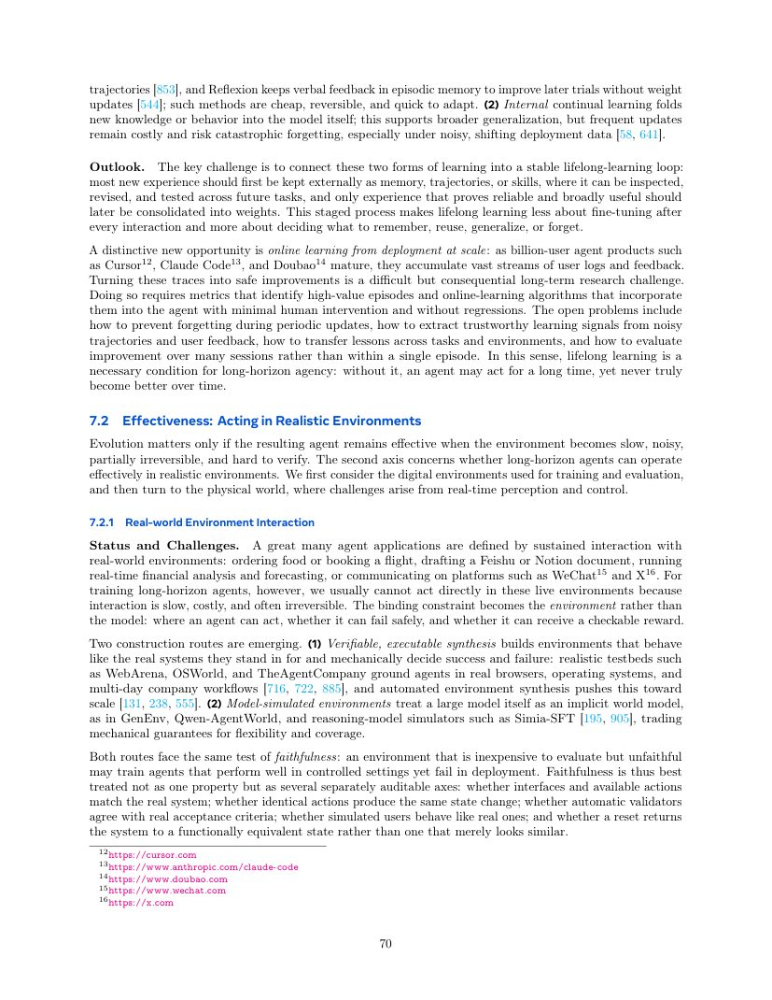 trajectories [853], and Reflexion keeps verbal feedback in episodic memory to improve later trials without weight
updates [544]; such methods are cheap, reversible, and quick to adapt. (2) Internal continual learning folds
new knowledge or behavior into the model itself; this supports broader generalization, but frequent updates
remain costly and risk catastrophic forgetting, especially under noisy, shifting deployment data [58, 641].
Outlook. The key challenge is to connect these two forms of learning into a stable lifelong-learning loop:
most new experience should first be kept externally as memory, trajectories, or skills, where it can be inspected,
revised, and tested across future tasks, and only experience that proves reliable and broadly useful should
later be consolidated into weights. This staged process makes lifelong learning less about fine-tuning after
every interaction and more about deciding what to remember, reuse, generalize, or forget.
A distinctive new opportunity is online learning from deployment at scale: as billion-user agent products such
as Cursor12, Claude Code13, and Doubao14 mature, they accumulate vast streams of user logs and feedback.
Turning these traces into safe improvements is a difficult but consequential long-term research challenge.
Doing so requires metrics that identify high-value episodes and online-learning algorithms that incorporate
them into the agent with minimal human intervention and without regressions. The open problems include
how to prevent forgetting during periodic updates, how to extract trustworthy learning signals from noisy
trajectories and user feedback, how to transfer lessons across tasks and environments, and how to evaluate
improvement over many sessions rather than within a single episode. In this sense, lifelong learning is a
necessary condition for long-horizon agency: without it, an agent may act for a long time, yet never truly
become better over time.
7.2 Effectiveness: Acting in Realistic Environments
Evolution matters only if the resulting agent remains effective when the environment becomes slow, noisy,
partially irreversible, and hard to verify. The second axis concerns whether long-horizon agents can operate
effectively in realistic environments. We first consider the digital environments used for training and evaluation,
and then turn to the physical world, where challenges arise from real-time perception and control.
7.2.1 Real-world Environment Interaction
Status and Challenges. A great many agent applications are defined by sustained interaction with
real-world environments: ordering food or booking a flight, drafting a Feishu or Notion document, running
real-time financial analysis and forecasting, or communicating on platforms such as WeChat15 and X16. For
training long-horizon agents, however, we usually cannot act directly in these live environments because
interaction is slow, costly, and often irreversible. The binding constraint becomes the environment rather than
the model: where an agent can act, whether it can fail safely, and whether it can receive a checkable reward.
Two construction routes are emerging. (1) Verifiable, executable synthesis builds environments that behave
like the real systems they stand in for and mechanically decide success and failure: realistic testbeds such
as WebArena, OSWorld, and TheAgentCompany ground agents in real browsers, operating systems, and
multi-day company workflows [716, 722, 885], and automated environment synthesis pushes this toward
scale [131, 238, 555]. (2) Model-simulated environments treat a large model itself as an implicit world model,
as in GenEnv, Qwen-AgentWorld, and reasoning-model simulators such as Simia-SFT [195, 905], trading
mechanical guarantees for flexibility and coverage.
Both routes face the same test of faithfulness: an environment that is inexpensive to evaluate but unfaithful
may train agents that perform well in controlled settings yet fail in deployment. Faithfulness is thus best
treated not as one property but as several separately auditable axes: whether interfaces and available actions
match the real system; whether identical actions produce the same state change; whether automatic validators
agree with real acceptance criteria; whether simulated users behave like real ones; and whether a reset returns
the system to a functionally equivalent state rather than one that merely looks similar.
12https://cursor.com
13https://www.anthropic.com/claude-code
14https://www.doubao.com
15https://www.wechat.com
16https://x.com
70